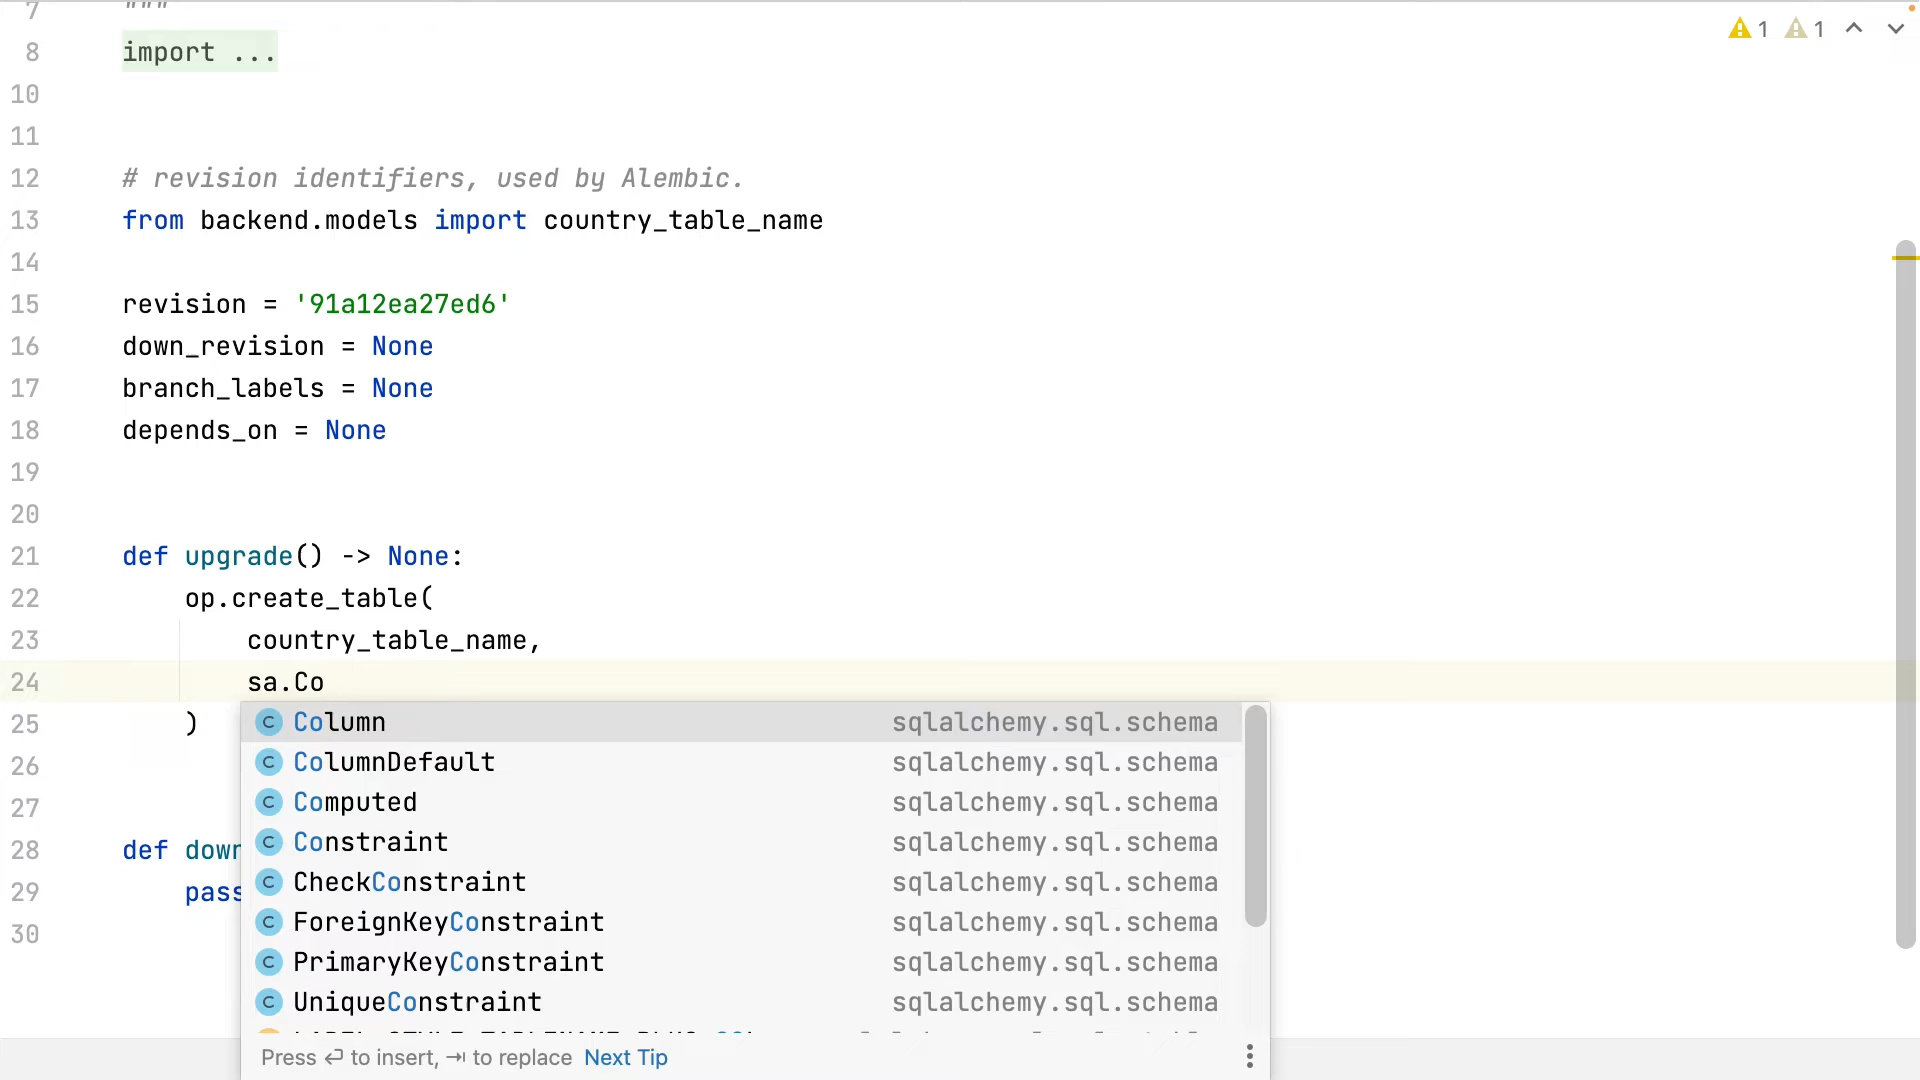 7 """
1 1
8 import ...
10
11
12 # revision identifiers, used by Alembic.
13 from backend.models import country_table_name
14
15 revision = '91a12ea27ed6'
16 down_revision = None
17 branch_labels = None
18 depends_on = None
19
20
21 def upgrade() -> None:
22 op.create_table(
23 country_table_name,
24 sa.Co
25 )
C Column sqlalchemy.sql.schema
C ColumnDefault sqlalchemy.sql.schema
26
C Computed sqlalchemy.sql.schema
27
C Constraint sqlalchemy.sql.schema
28 def down
C CheckConstraint sqlalchemy.sql.schema
29 pass
C ForeignKeyConstraint sqlalchemy.sql.schema
30
C PrimaryKeyConstraint sqlalchemy.sql.schema
C UniqueConstraint sqlalchemy.sql.schema
Press ↩ to insert, ⇥ to replace Next Tip